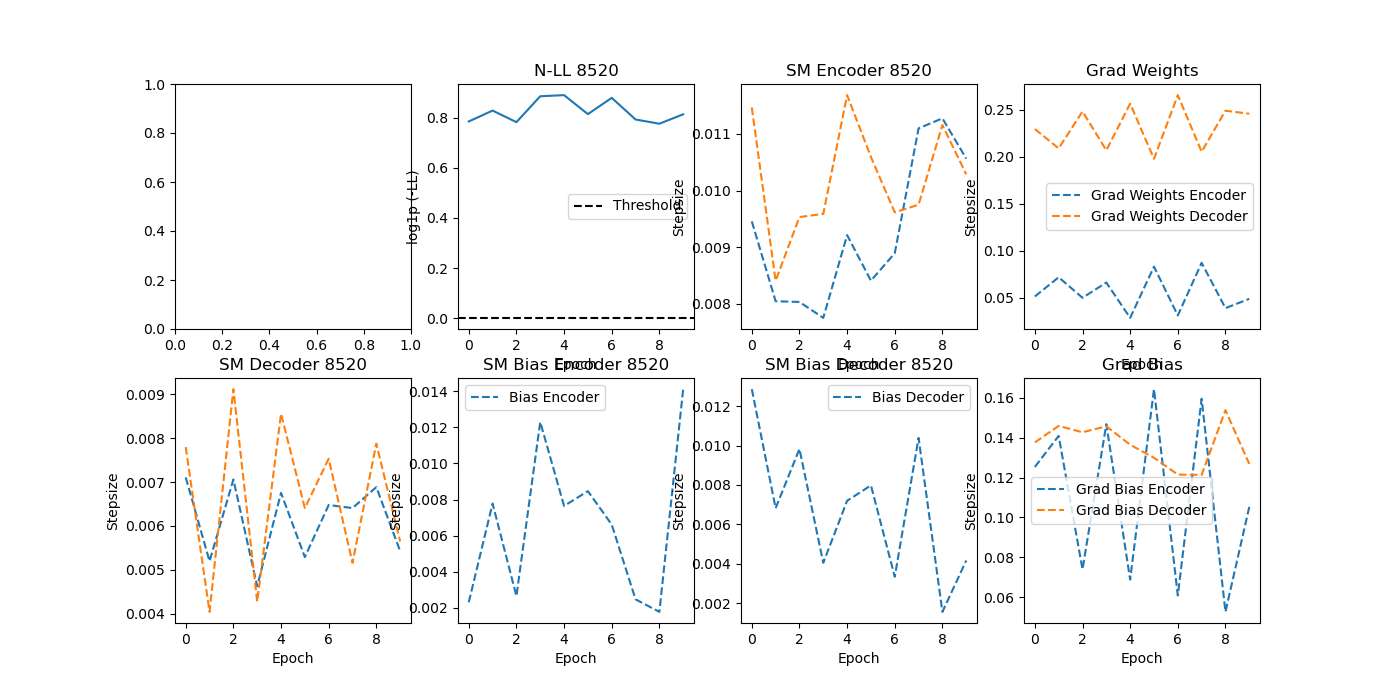 N-LL 8520
SM Encoder 8520
Grad Weights
1.0
0.8
0.6
0.4
0.2
0.0
0.0 0.2 0.4 0.6 0.8 1.0
log1p (-LL)
0.8
0.6
0.4
0.2
0.0
Threshold
0 2 4 6 8
Epoch
Stepsize
0.011
0.010
0.009
0.008
0 2 4 6 8
Epoch
Stepsize
0.25
0.20
0.15
0.10
0.05
Grad Weights Encoder
Grad Weights Decoder
0 2 4 6 8
Epoch
SM Decoder 8520
SM Bias Encoder 8520
SM Bias Decoder 8520
Grad Bias
Stepsize
0.009
0.008
0.007
0.006
0.005
0.004
0 2 4 6 8
Epoch
Stepsize
0.014
0.012
0.010
0.008
0.006
0.004
0.002
Bias Encoder
0 2 4 6 8
Epoch
Stepsize
0.012
0.010
0.008
0.006
0.004
0.002
Bias Decoder
0 2 4 6 8
Epoch
Stepsize
0.16
0.14
0.12
0.10
0.08
0.06
Grad Bias Encoder
Grad Bias Decoder
0 2 4 6 8
Epoch